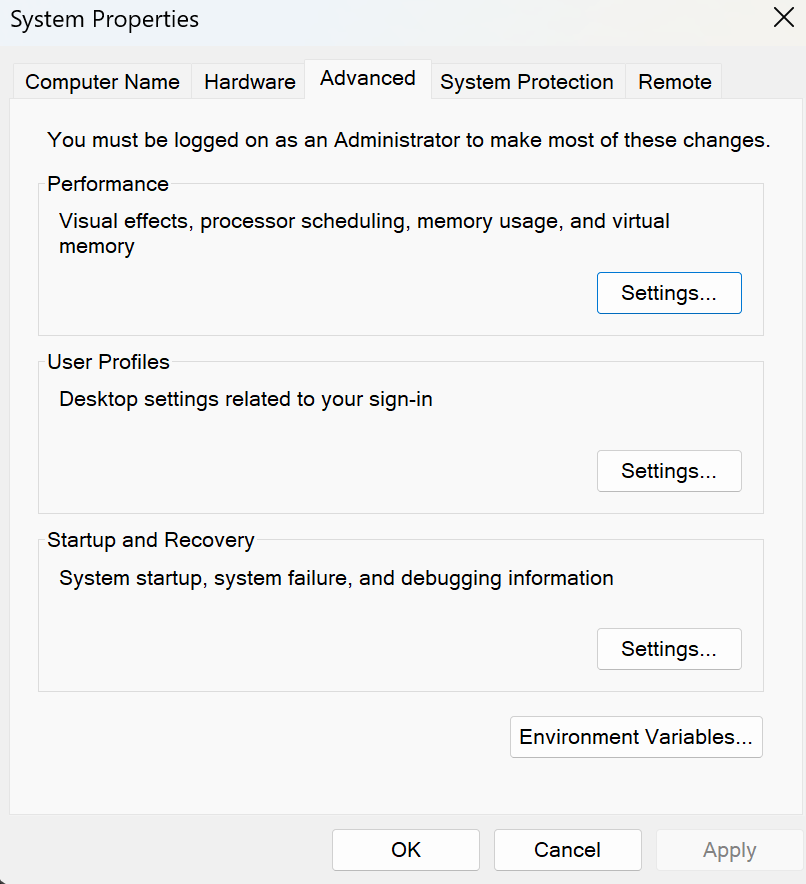 System Properties
Computer Name
Hardware
Advanced
System Protection
Remote
You must be logged on as an Administrator to make most of these changes.
Performance
Visual effects, processor scheduling, memory usage, and virtual
memory
Settings...
User Profiles
Desktop settings related to your sign-in
Settings...
Startup and Recovery
System startup, system failure, and debugging information
Settings...
Environment Variables...
OK
Cancel
Apply